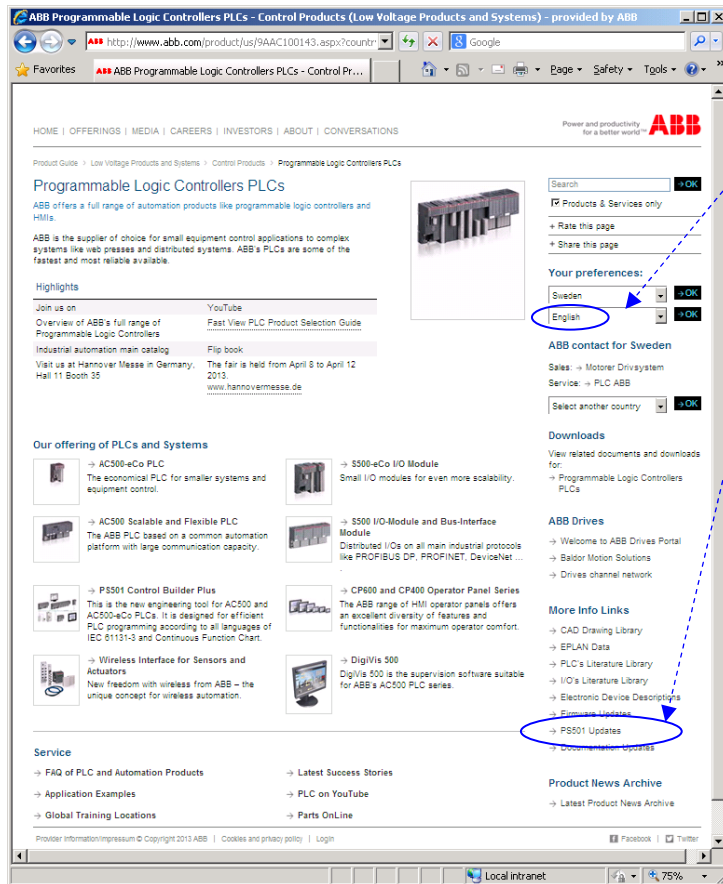 ABB Programmable Logic Controllers PLCs - Control Products (Low Voltage Products and Systems) - provided by ABB
ABB http://www.abb.com/product/us/9AAC100143.aspx?countr
Google
Favorites
ABB ABB Programmable Logic Controllers PLCs - Control Pr...
Page Safety Tools
HOME | OFFERINGS | MEDIA | CAREERS | INVESTORS | ABOUT | CONVERSATIONS
Power and productivity
for a better world™
ABB
Product Guide > Low Voltage Products and Systems > Control Products > Programmable Logic Controllers PLCs
Programmable Logic Controllers PLCs
ABB offers a full range of automation products like programmable logic controllers and
HMIs.
ABB is the supplier of choice for small equipment control applications to complex
systems like web presses and distributed systems. ABB's PLCs are some of the
fastest and most reliable available.
Highlights
Join us on YouTube
Overview of ABB's full range of Fast View PLC Product Selection Guide
Programmable Logic Controllers
Industrial automation main catalog Flip book
Visit us at Hannover Messe in Germany, The fair is held from April 8 to April 12
Hall 11 Booth 35 2013.
www.hannovermesse.de
Search →OK
Products & Services only
+ Rate this page
+ Share this page
Your preferences:
Sweden →OK
English →OK
ABB contact for Sweden
Sales: → Motorer Drivsystem
Service: → PLC ABB
Select another country →OK
Downloads
View related documents and downloads
for:
→ Programmable Logic Controllers
PLCs
ABB Drives
→ Welcome to ABB Drives Portal
→ Baldor Motion Solutions
→ Drives channel network
More Info Links
→ CAD Drawing Library
→ EPLAN Data
→ PLC's Literature Library
→ I/O's Literature Library
→ Electronic Device Descriptions
→ Firmware Updates
→ PS501 Updates
→ Documentation Updates
Product News Archive
→ Latest Product News Archive
Our offering of PLCs and Systems
→ AC500-eCo PLC
The economical PLC for smaller systems and
equipment control.
→ S500-eCo I/O Module
Small I/O modules for even more scalability.
→ AC500 Scalable and Flexible PLC
The ABB PLC based on a common automation
platform with large communication capacity.
→ S500 I/O-Module and Bus-Interface
Module
Distributed I/Os on all main industrial protocols
like PROFIBUS DP, PROFINET, DeviceNet ...
.
→ PS501 Control Builder Plus
This is the new engineering tool for AC500 and
AC500-eCo PLCs. It is designed for efficient
PLC programming according to all languages of
IEC 61131-3 and Continuous Function Chart.
→ CP600 and CP400 Operator Panel Series
The ABB range of HMI operator panels offers
an excellent diversity of features and
functionalities for maximum operator comfort.
→ Wireless Interface for Sensors and
Actuators
New freedom with wireless from ABB – the
unique concept for wireless automation.
→ DigiVis 500
DigiVis 500 is the supervision software suitable
for ABB's AC500 PLC series.
Service
→ FAQ of PLC and Automation Products
→ Latest Success Stories
→ Application Examples
→ PLC on YouTube
→ Global Training Locations
→ Parts OnLine
Provider Information/Impressum © Copyright 2013 ABB | Cookies and privacy policy | Login
Facebook | Twitter
Local intranet
75%